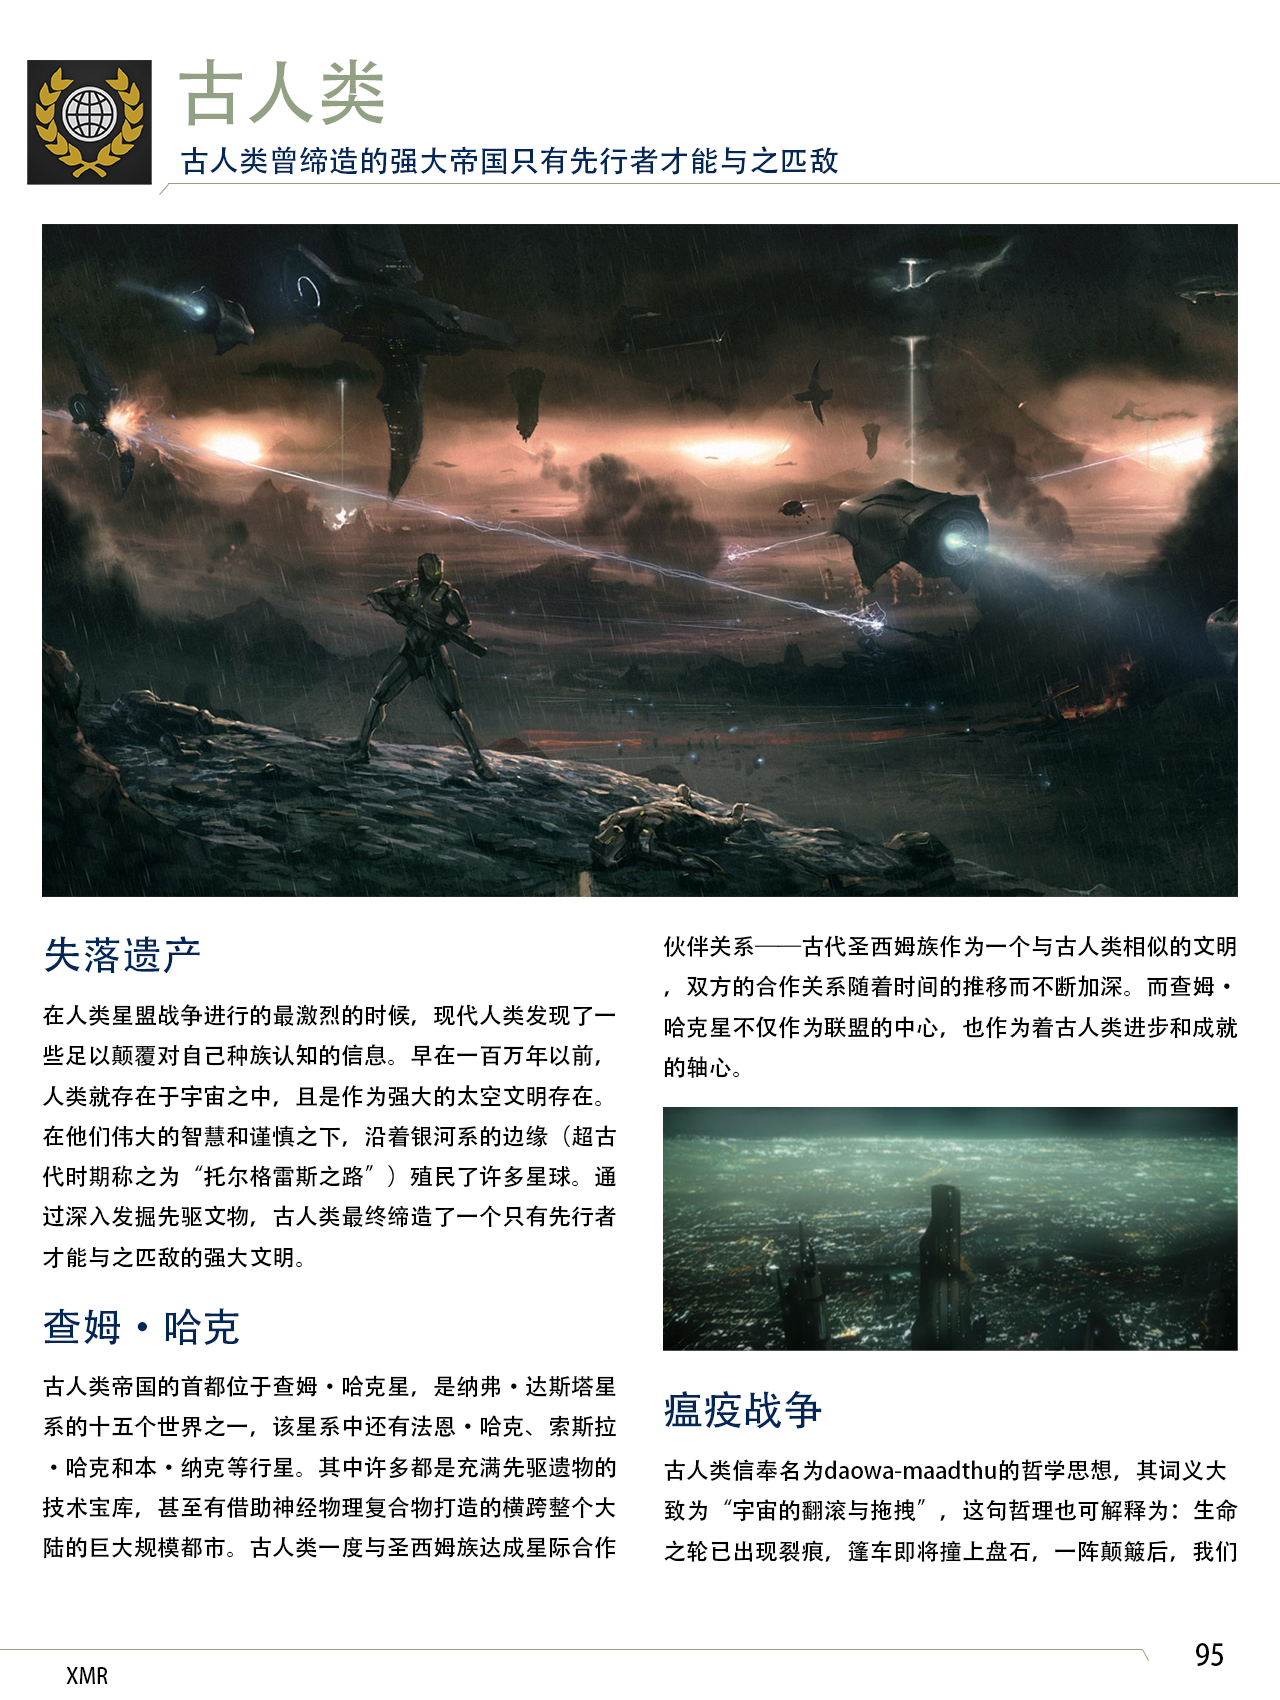 古人类
古人类曾缔造的强大帝国只有先行者才能与之匹敌
失落遗产
在人类星盟战争进行的最激烈的时候，现代人类发现了一
些足以颠覆对自己种族认知的信息。早在一百万年以前，
人类就存在于宇宙之中，且是作为强大的太空文明存在。
在他们伟大的智慧和谨慎之下，沿着银河系的边缘（超古
代时期称之为“托尔格雷斯之路”）殖民了许多星球。通
过深入发掘先驱文物，古人类最终缔造了一个只有先行者
才能与之匹敌的强大文明。
查姆·哈克
古人类帝国的首都位于查姆·哈克星，是纳弗·达斯塔星
系的十五个世界之一，该星系中还有法恩·哈克、索斯拉
·哈克和本·纳克等行星。其中许多都是充满先驱遗物的
技术宝库，甚至有借助神经物理复合物打造的横跨整个大
陆的巨大规模都市。古人类一度与圣西姆族达成星际合作
伙伴关系——古代圣西姆族作为一个与古人类相似的文明
，双方的合作关系随着时间的推移而不断加深。而查姆·
哈克星不仅作为联盟的中心，也作为着古人类进步和成就
的轴心。
瘟疫战争
古人类信奉名为daowa-maadthu的哲学思想，其词义大
致为“宇宙的翻滚与拖拽”，这句哲理也可解释为：生命
之轮已出现裂痕，篷车即将撞上盘石，一阵颠簸后，我们
95
XMR